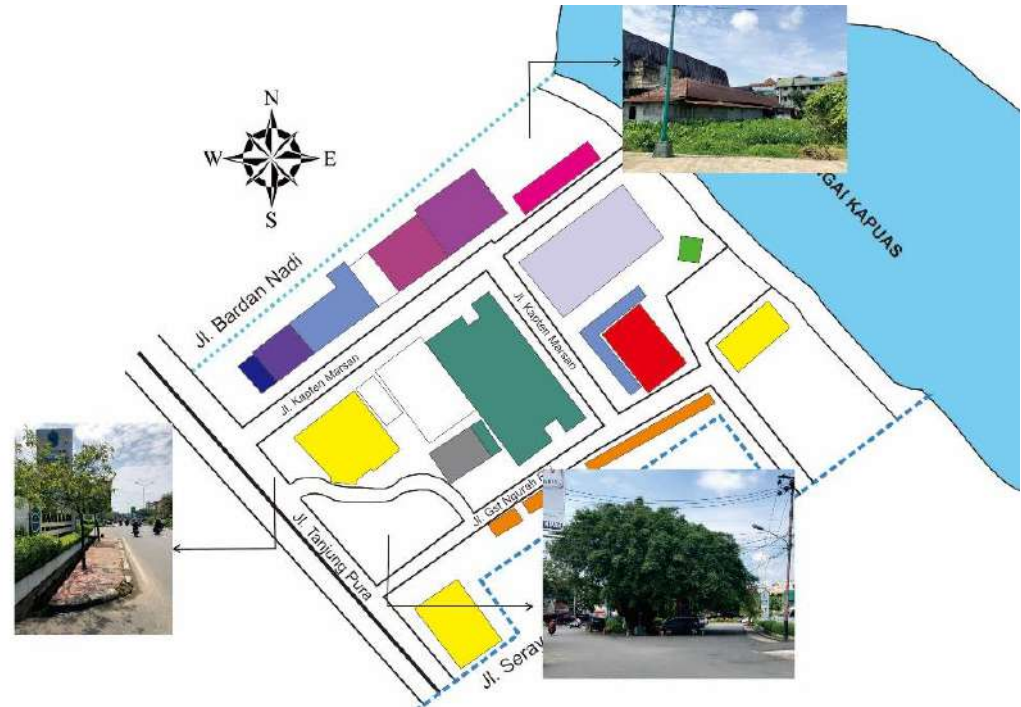 N
W E
S
GAI KAPUAS
Jl. Bardan Nadi
Jl. Kapten Marsan
Jl. Kapten Marsan
Jl. Gst Ngurah
Jl. Tanjung Pura
Jl. Serav